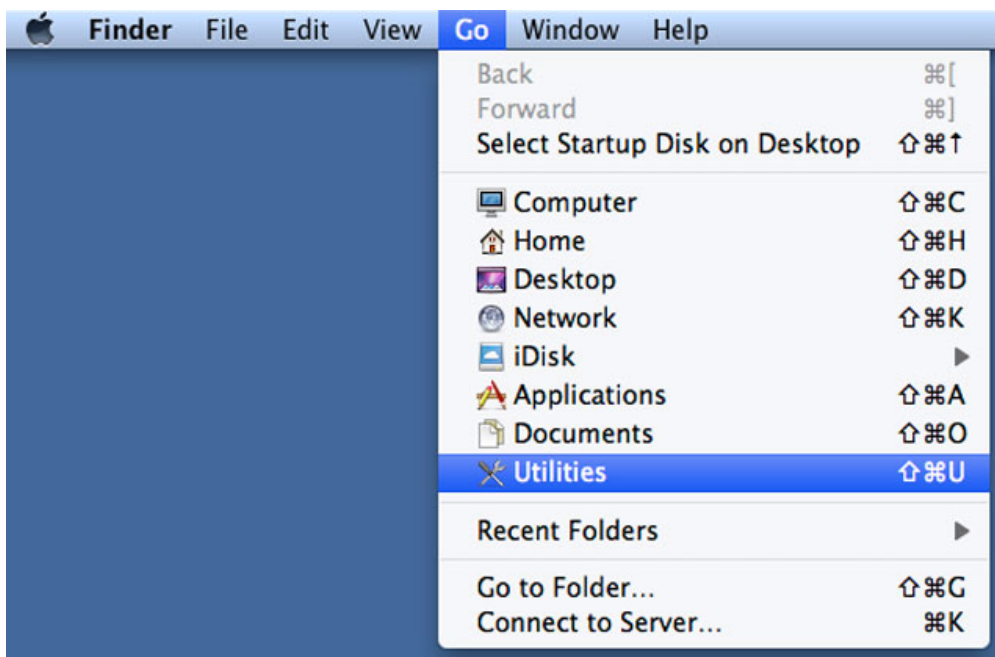 Finder File Edit View Go Window Help
Back ⌘[
Forward ⌘]
Select Startup Disk on Desktop ⇧⌘↑
Computer ⇧⌘C
Home ⇧⌘H
Desktop ⇧⌘D
Network ⇧⌘K
iDisk ▶
Applications ⇧⌘A
Documents ⇧⌘O
Utilities ⇧⌘U
Recent Folders ▶
Go to Folder... ⇧⌘G
Connect to Server... ⌘K